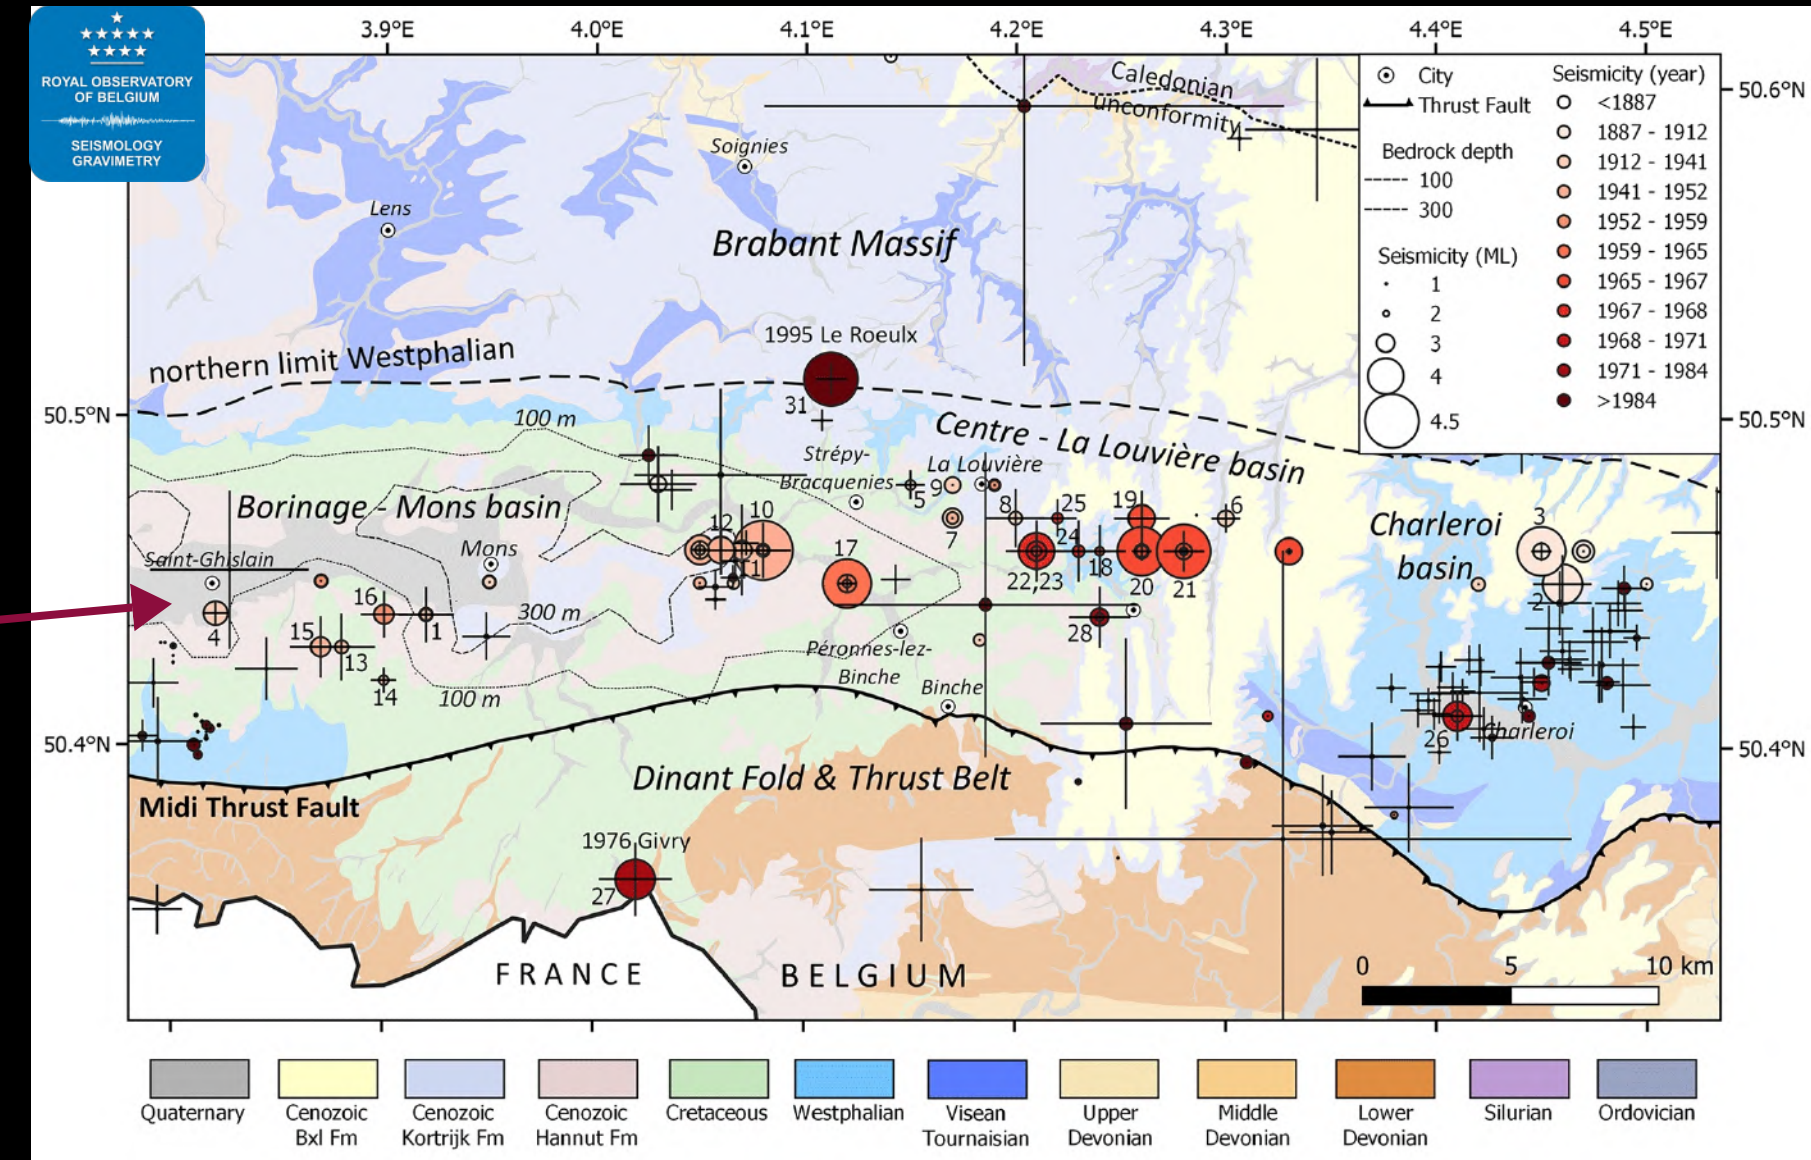 ROYAL OBSERVATORY
OF BELGIUM
SEISMOLOGY
GRAVIMETRY
3.9°E
4.0°E
4.1°E
4.2°E
4.3°E
4.4°E
4.5°E
50.6°N
50.5°N
50.5°N
50.4°N
50.4°N
City
Thrust Fault
Bedrock depth
100
300
Seismicity (ML)
1
2
3
4
4.5
Seismicity (year)
<1887
1887 - 1912
1912 - 1941
1941 - 1952
1952 - 1959
1959 - 1965
1965 - 1967
1967 - 1968
1968 - 1971
1971 - 1984
>1984
Caledonian
unconformity
Soignies
Lens
Brabant Massif
1995 Le Roeulx
31
northern limit Westphalian
100 m
Centre - La Louvière basin
Strépy-
Bracquenies
La Louvière
5
9
7
8
25
24
18
19
6
20
21
22,23
28
Borinage - Mons basin
12
10
11
17
Saint-Ghislain
Mons
4
16
15
13
14
1
300 m
100 m
Péronnes-lez-
Binche
Binche
Charleroi
basin
3
2
26
Charleroi
Midi Thrust Fault
Dinant Fold & Thrust Belt
1976 Givry
27
FRANCE
BELGIUM
0
5
10 km
Quaternary
Cenozoic
Bxl Fm
Cenozoic
Kortrijk Fm
Cenozoic
Hannut Fm
Cretaceous
Westphalian
Visean
Tournaisian
Upper
Devonian
Middle
Devonian
Lower
Devonian
Silurian
Ordovician